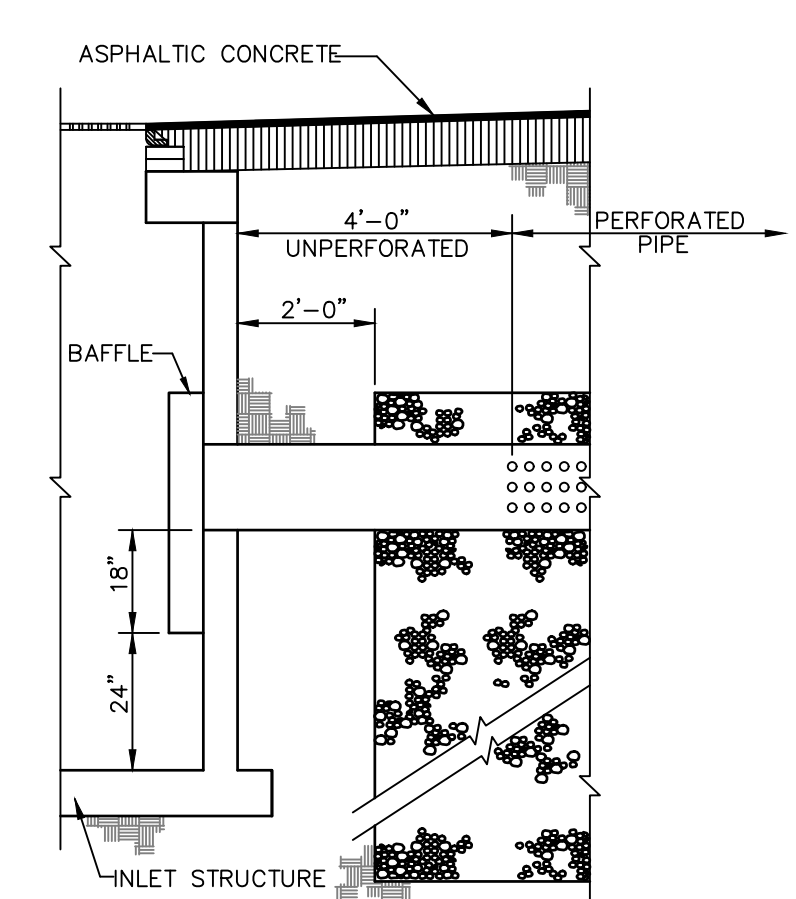 ASPHALTIC CONCRETE
4'-0"
UNPERFORATED
PERFORATED
PIPE
2'-0"
BAFFLE
18"
24"
INLET STRUCTURE